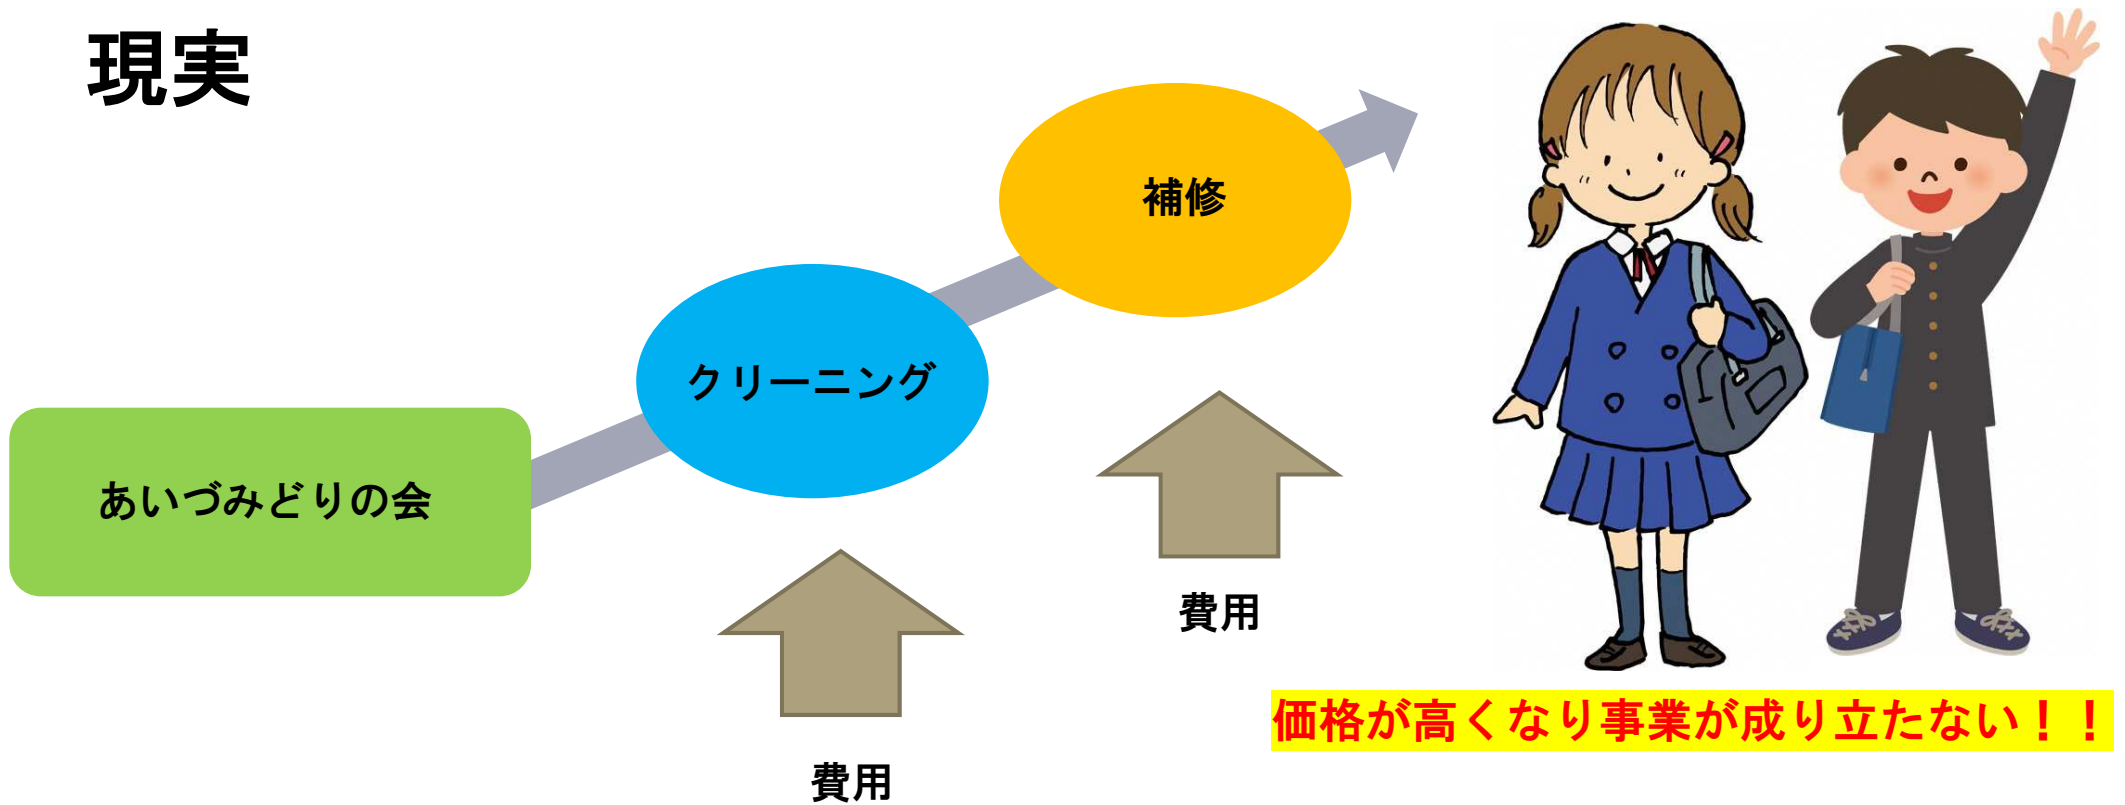 現実
補修
クリーニング
あいづみどりの会
費用
価格が高くなり事業が成り立たない！！
費用